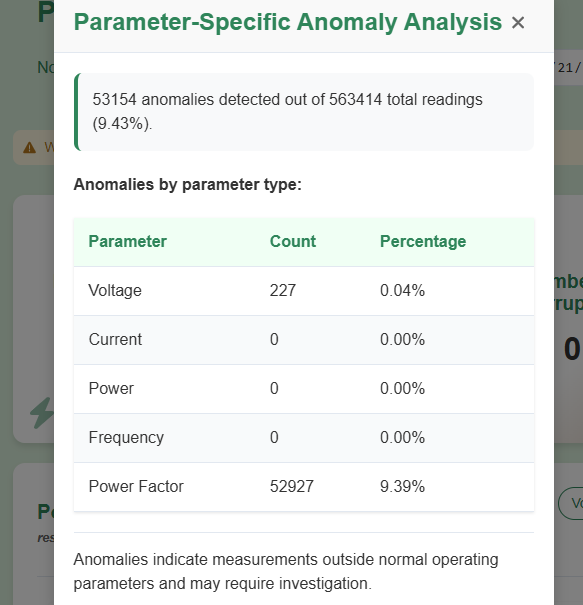 Parameter-Specific Anomaly Analysis ×
53154 anomalies detected out of 563414 total readings
(9.43%).
Anomalies by parameter type:
Parameter Count Percentage
Voltage 227 0.04%
Current 0 0.00%
Power 0 0.00%
Frequency 0 0.00%
Power Factor 52927 9.39%
Anomalies indicate measurements outside normal operating
parameters and may require investigation.
/21/
0